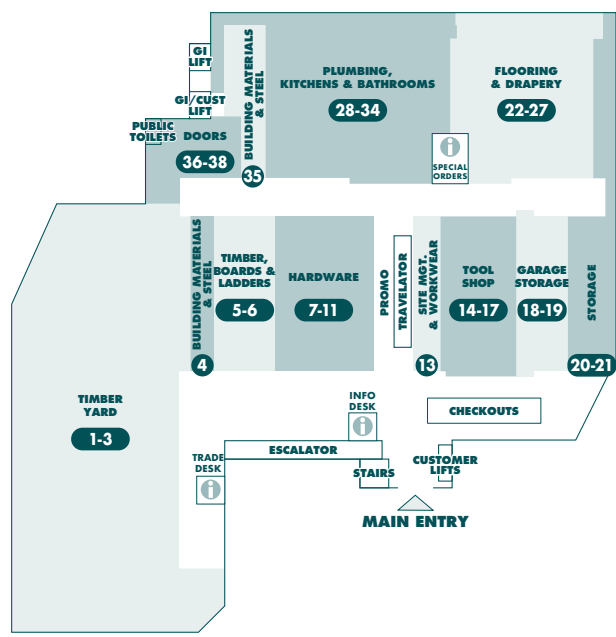 GI
LIFT
GI/CUST
LIFT
PUBLIC
TOILETS
DOORS
36-38
BUILDING MATERIALS
& STEEL
35
PLUMBING,
KITCHENS & BATHROOMS
28-34
FLOORING
& DRAPERY
22-27
SPECIAL
ORDERS
BUILDING MATERIALS
& STEEL
4
TIMBER,
BOARDS &
LADDERS
5-6
HARDWARE
7-11
PROMO
TRAVELATOR
SITE MGT.
& WORKWEAR
13
TOOL
SHOP
14-17
GARAGE
STORAGE
18-19
STORAGE
20-21
TIMBER
YARD
1-3
INFO
DESK
CHECKOUTS
TRADE
DESK
ESCALATOR
STAIRS
CUSTOMER
LIFTS
MAIN ENTRY